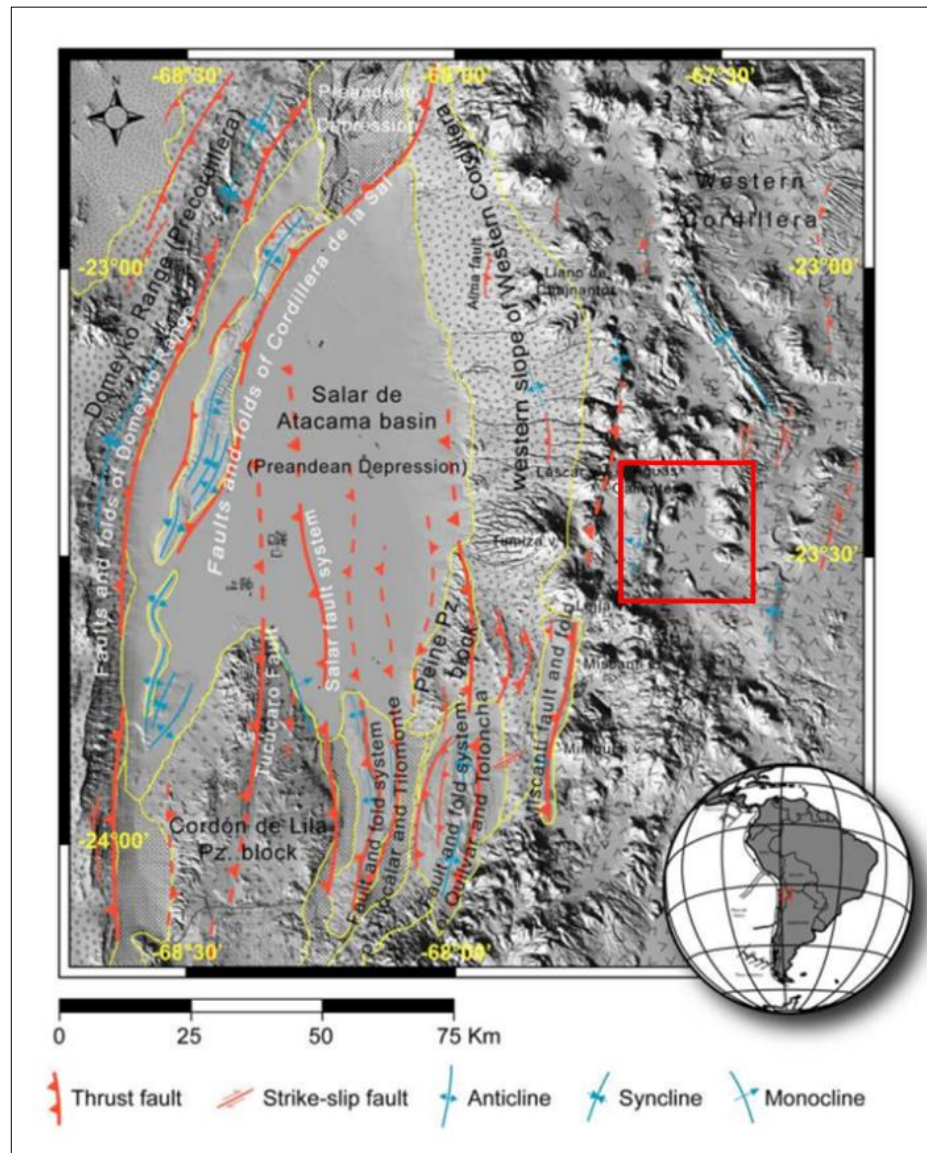 N
-68°30'
-68°00'
-67°30'
Preandean
Depression
Western
Cordillera
Domeyko Range (Precordillera)
Faults and folds of Cordillera de la Sal
western slope of Western Cordillera
-23°00'
-23°00'
Alma fault
Llano de
Chajnantor
Faults and folds of Domeyko Range
Salar de
Atacama basin
(Preandean Depression)
Lascar v.
Tumiza v.
-23°30'
Salar fault system
Peine Pz.
block
Lejía
Miscanti fault and fold
Tucucaro Fault
Fault and fold system
Tilocálar and Tilomonte
Fault and fold system
Quilvar and Toloncha
-24°00'
Cordón de Lila
Pz. block
-68°30'
-68°00'
0 25 50 75 Km
Thrust fault
Strike-slip fault
Anticline
Syncline
Monocline